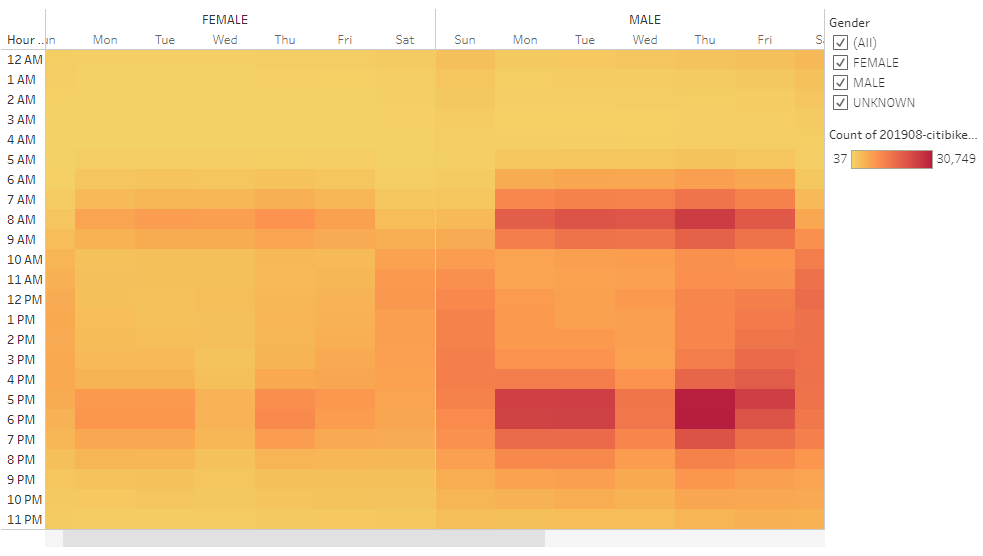 FEMALE MALE
Hour .. un Mon Tue Wed Thu Fri Sat Sun Mon Tue Wed Thu Fri Sa
12 AM
1 AM
2 AM
3 AM
4 AM
5 AM
6 AM
7 AM
8 AM
9 AM
10 AM
11 AM
12 PM
1 PM
2 PM
3 PM
4 PM
5 PM
6 PM
7 PM
8 PM
9 PM
10 PM
11 PM
Gender
(All)
FEMALE
MALE
UNKNOWN
Count of 201908-citibike...
37 30,749